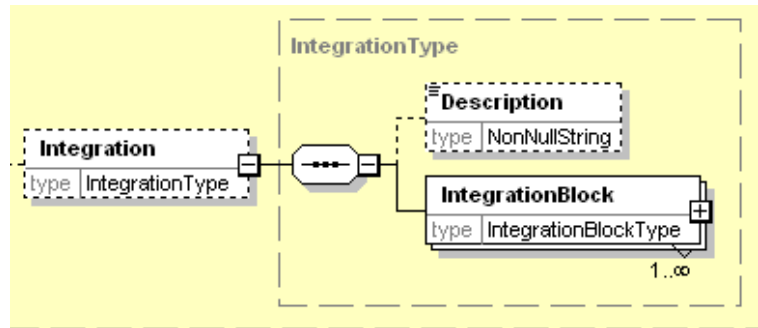 IntegrationType
Description
type NonNullString
Integration
type IntegrationType
IntegrationBlock
type IntegrationBlockType
1..∞